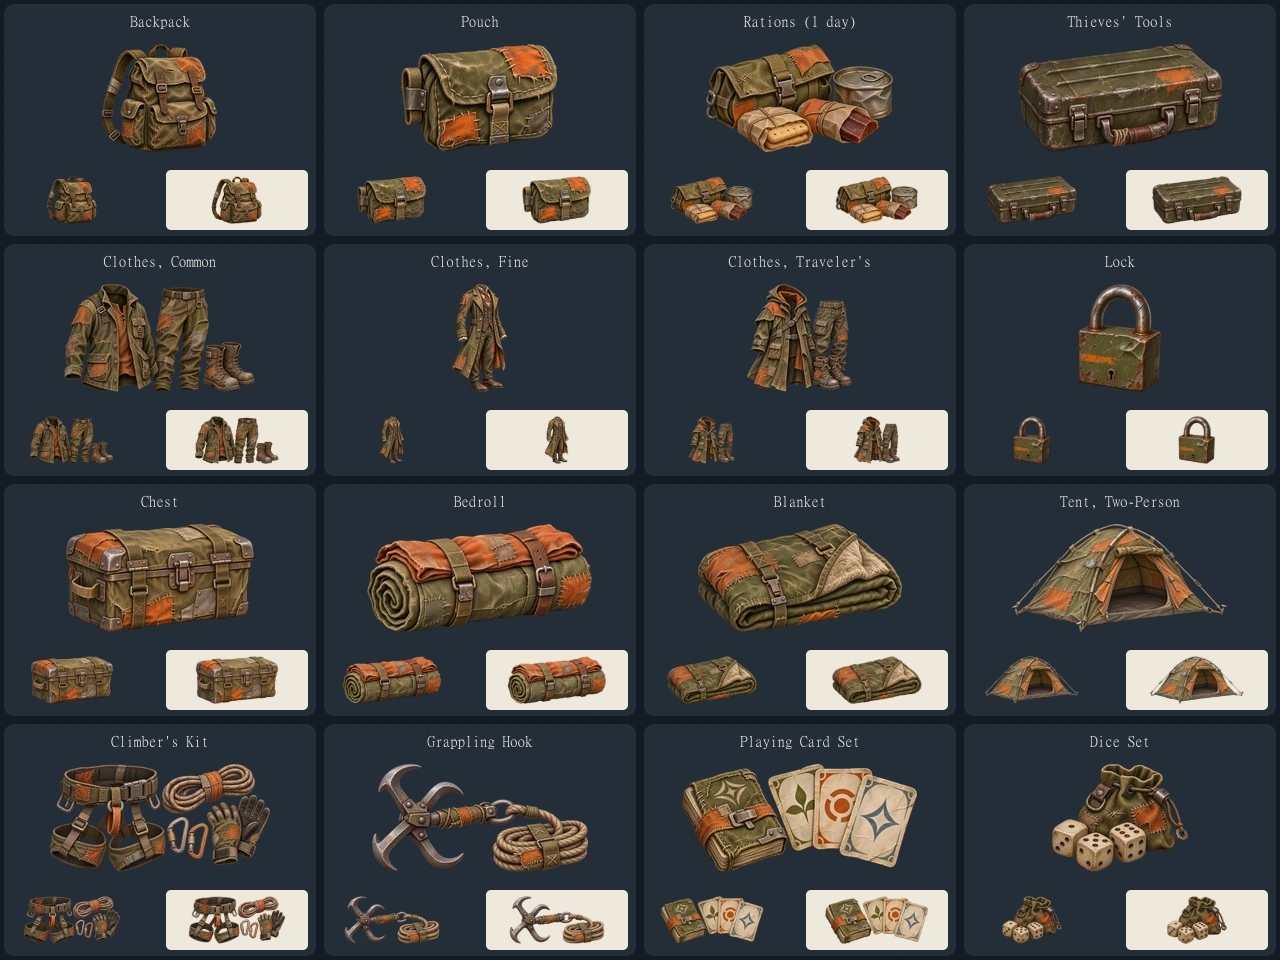 Backpack
Pouch
Rations (1 day)
Thieves' Tools
Clothes, Common
Clothes, Fine
Clothes, Traveler's
Lock
Chest
Bedroll
Blanket
Tent, Two-Person
Climber's Kit
Grappling Hook
Playing Card Set
Dice Set